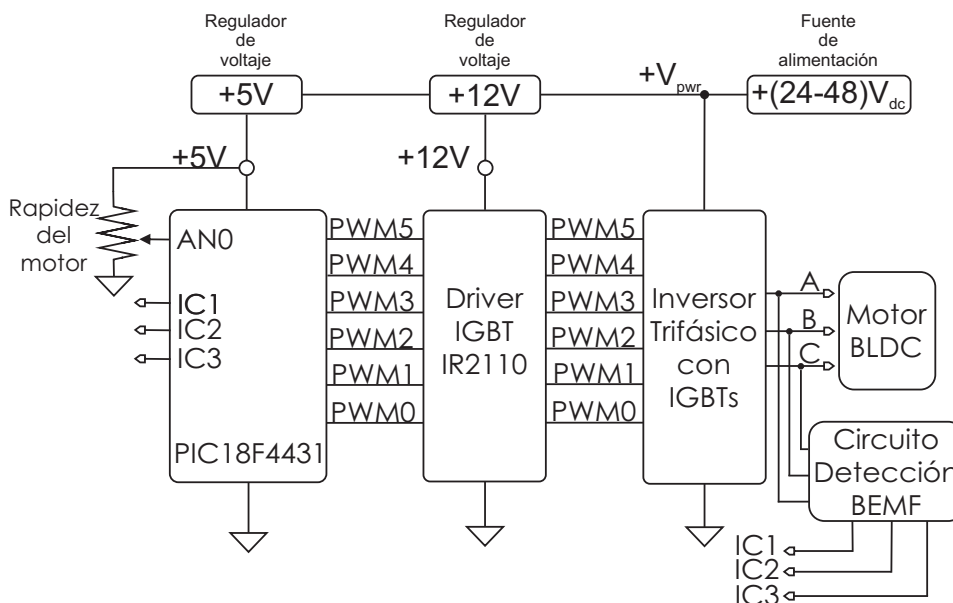 Regulador
de
voltaje
Regulador
de
voltaje
Fuente
de
alimentación
+5V
+12V
+Vpwr
+(24-48)Vdc
+5V
+12V
Rapidez
del
motor
AN0
IC1
IC2
IC3
PIC18F4431
PWM5
PWM4
PWM3
PWM2
PWM1
PWM0
Driver
IGBT
IR2110
PWM5
PWM4
PWM3
PWM2
PWM1
PWM0
Inversor
Trifásico
con
IGBTs
A
B
C
Motor
BLDC
Circuito
Detección
BEMF
IC1
IC2
IC3